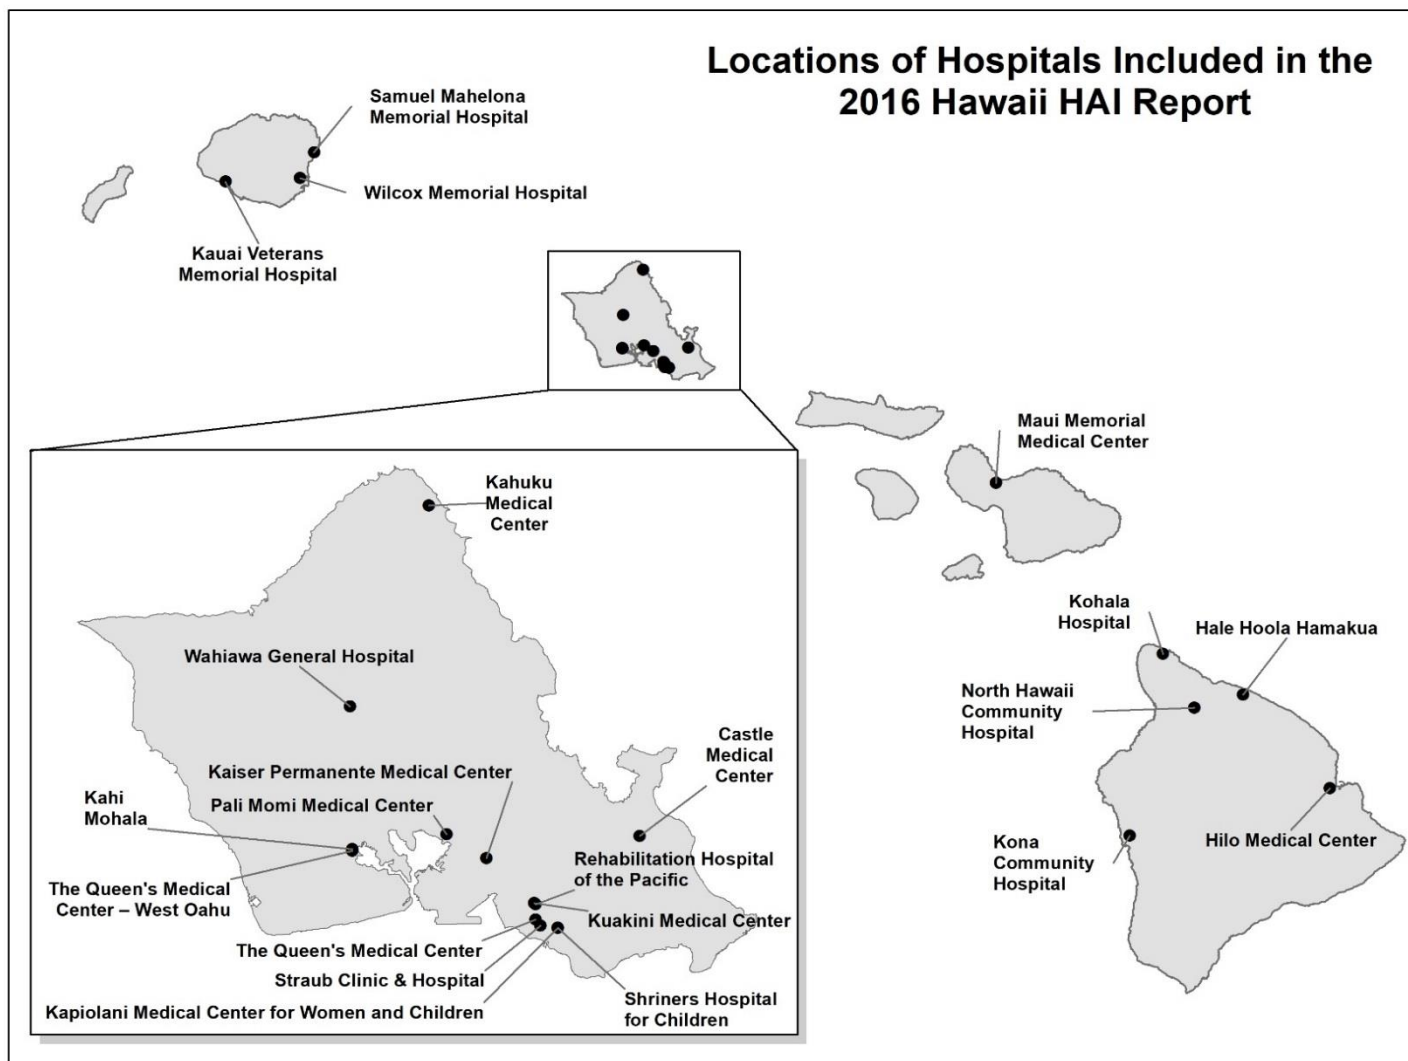 Locations of Hospitals Included in the
2016 Hawaii HAI Report
Samuel Mahelona
Memorial Hospital
Wilcox Memorial Hospital
Kauai Veterans
Memorial Hospital
Maui Memorial
Medical Center
Kohala
Hospital
Hale Hoola Hamakua
North Hawaii
Community
Hospital
Kona
Community
Hospital
Hilo Medical Center
Kahuku
Medical
Center
Wahiawa General Hospital
Castle
Medical
Center
Kaiser Permanente Medical Center
Pali Momi Medical Center
Kahi
Mohala
The Queen's Medical
Center – West Oahu
Rehabilitation Hospital
of the Pacific
Kuakini Medical Center
The Queen's Medical Center
Straub Clinic & Hospital
Kapiolani Medical Center for Women and Children
Shriners Hospital
for Children